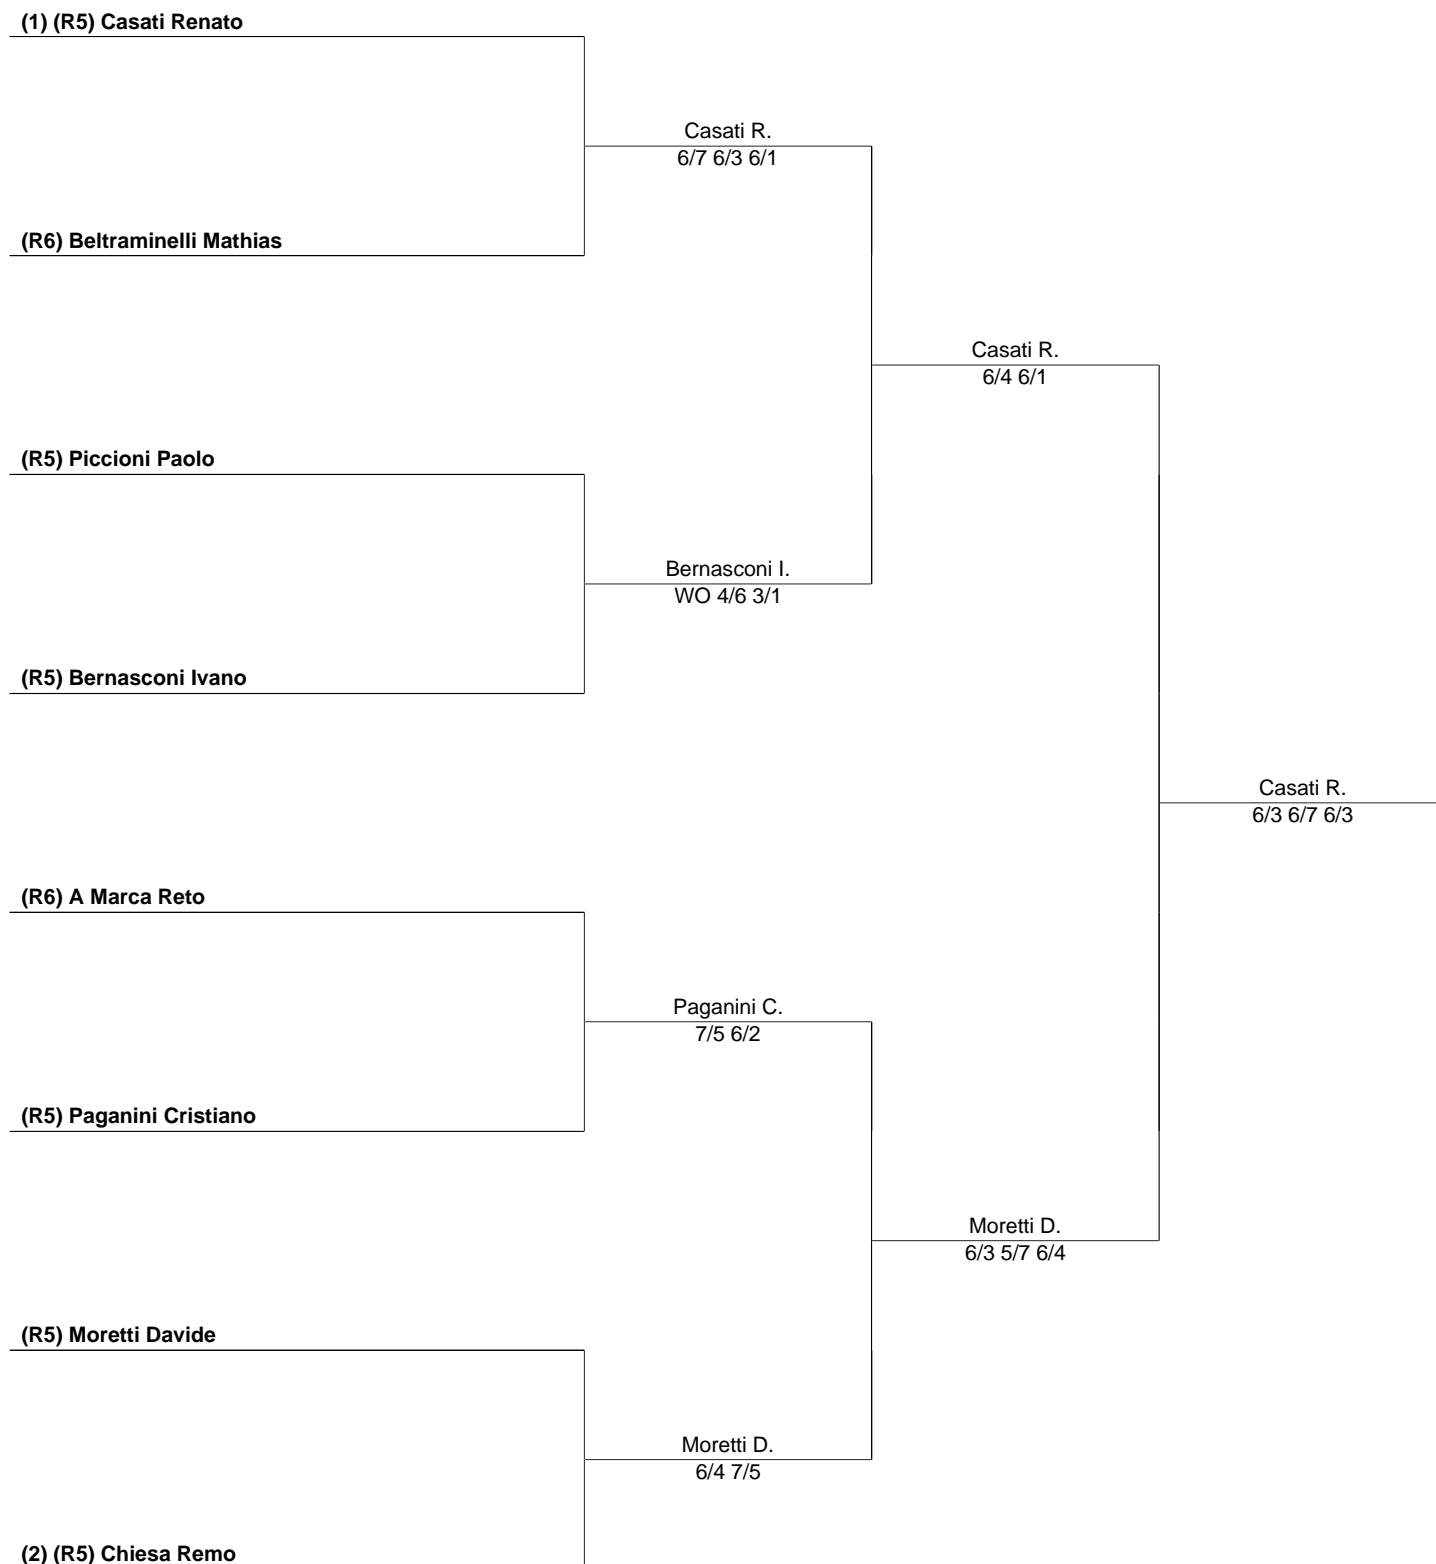 (1) (R5) Casati Renato
Casati R.
6/7 6/3 6/1
(R6) Beltraminelli Mathias
Casati R.
6/4 6/1
(R5) Piccioni Paolo
Bernasconi I.
WO 4/6 3/1
(R5) Bernasconi Ivano
Casati R.
6/3 6/7 6/3
(R6) A Marca Reto
Paganini C.
7/5 6/2
(R5) Paganini Cristiano
Moretti D.
6/3 5/7 6/4
(R5) Moretti Davide
Moretti D.
6/4 7/5
(2) (R5) Chiesa Remo